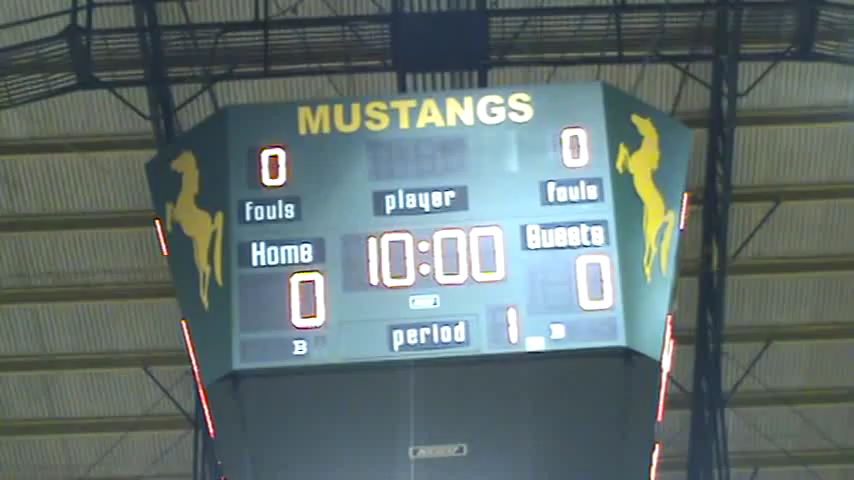 MUSTANGS
0 0
fouls player fouls
Home 10:00 Guests
0 0
B period 1 B